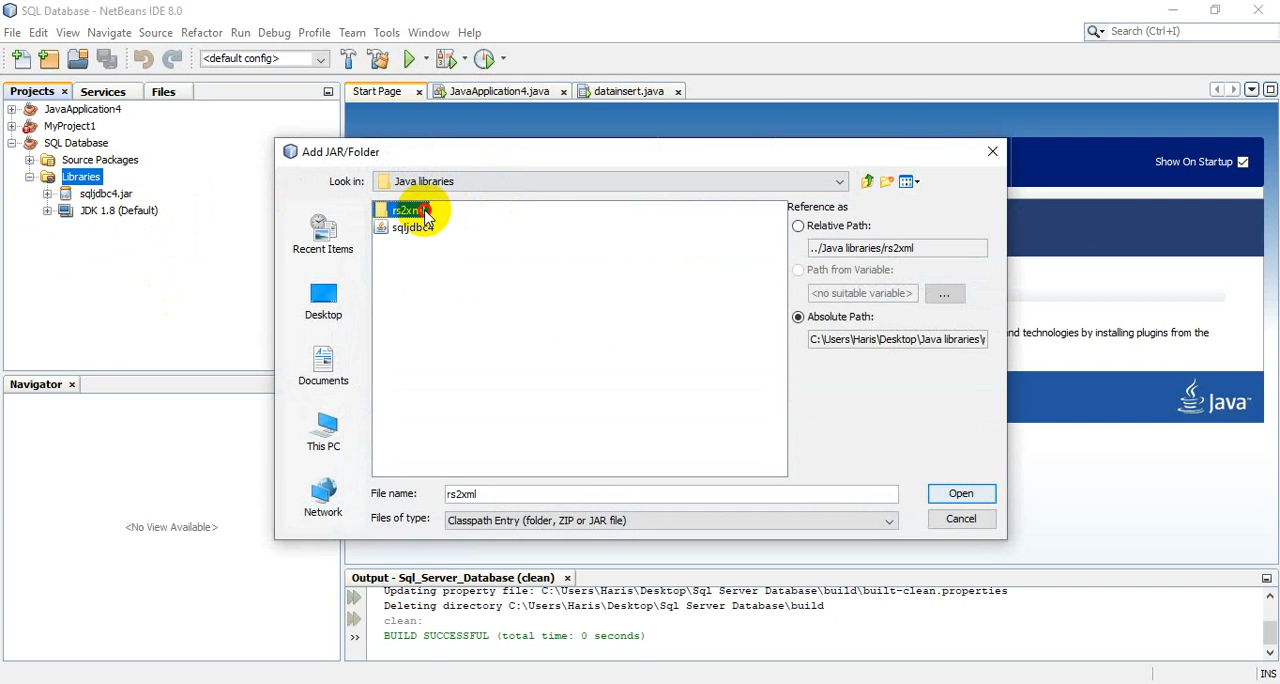 SQL Database - NetBeans IDE 8.0
File Edit View Navigate Source Refactor Run Debug Profile Team Tools Window Help
Search (Ctrl+I)
<default config>
Projects Services Files
Start Page JavaApplication4.java datainsert.java
JavaApplication4
MyProject1
SQL Database
Source Packages
Libraries
sqljdbc4.jar
JDK 1.8 (Default)
Show On Startup
Add JAR/Folder
Look in: Java libraries
rs2xml
sqljdbc4
Recent Items
Desktop
Documents
This PC
Network
Reference as
Relative Path:
../Java libraries/rs2xml
Path from Variable:
<no suitable variable> ...
Absolute Path:
C:\Users\Haris\Desktop\Java libraries\
nd technologies by installing plugins from the
Java
File name: rs2xml Open
Files of type: Classpath Entry (folder, ZIP or JAR file) Cancel
Navigator
<No View Available>
Output - Sql_Server_Database (clean)
Updating property file: C:\Users\Haris\Desktop\Sql Server Database\build\built-clean.properties
Deleting directory C:\Users\Haris\Desktop\Sql Server Database\build
clean:
BUILD SUCCESSFUL (total time: 0 seconds)
INS